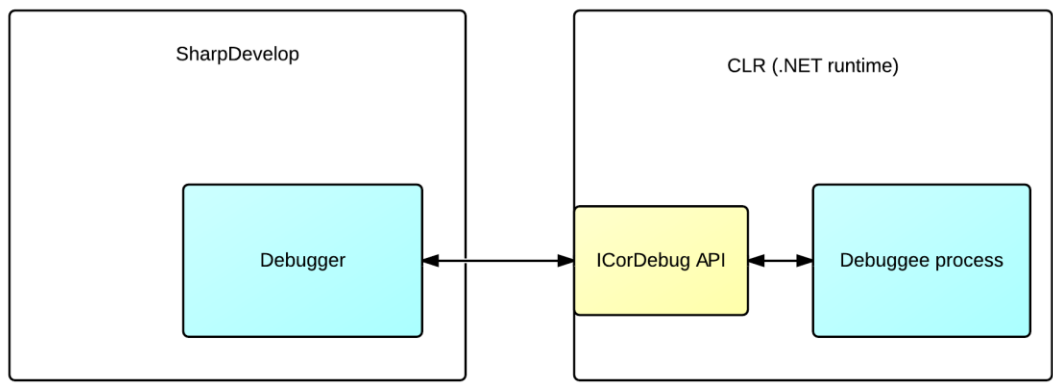 SharpDevelop
CLR (.NET runtime)
Debugger
ICorDebug API
Debuggee process